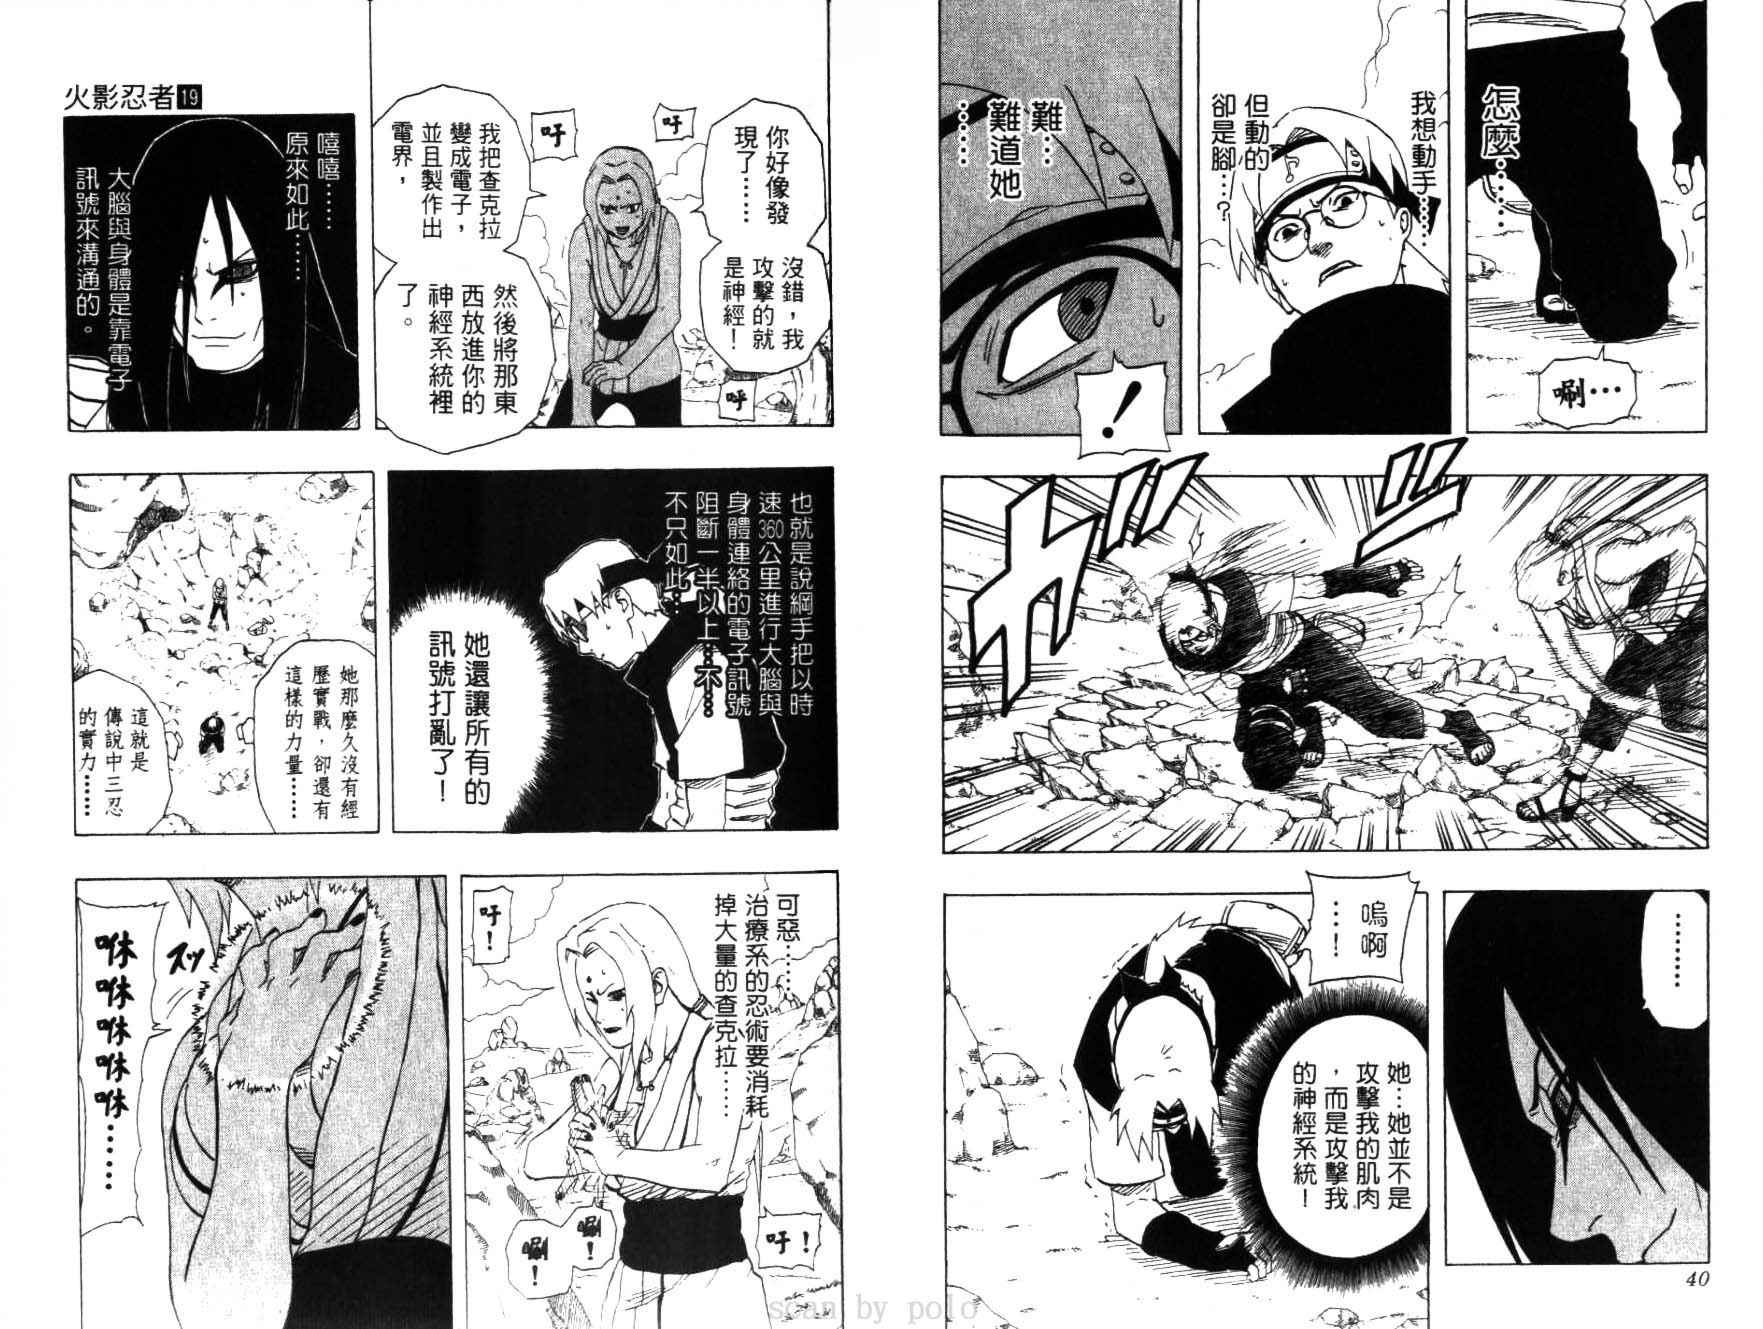 怎麼……
唰…
我想動手……
但動的
卻是腳…?
難…
難道她
……
!
ガッ
………
嗚啊
…!
她…她並不是
攻擊我的肌肉
，而是攻擊我
的神經系統！
40
你好像發
現了……
沒錯，我
攻擊的就
是神經！
吁
吁
呼
我把查克拉
變成電子，
並且製作出
電界，
然後將那東
西放進你的
神經系統裡
了。
火影忍者19
嘻嘻……
原來如此……
大腦與身體是靠電子
訊號來溝通的。
也就是說綱手把以時
速360公里進行大腦與
身體連絡的電子訊號
阻斷一半以上…不…
不只如此…
她還讓所有的
訊號打亂了！
她那麼久沒有經
歷實戰，卻還有
這樣的力量……
這就是
傳說中三忍
的實力……
可惡……
治療系的忍術要消耗
掉大量的查克拉……
吁！
唰！
唰！
吁！
スッ
咻咻咻咻咻……
scan by polo